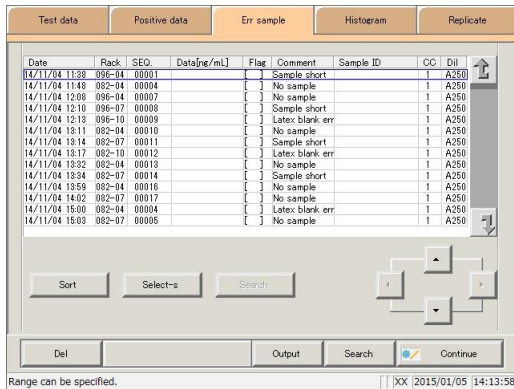 Test data Positive data Err sample Histogram Replicate
Date Rack SEQ. Data[ng/mL] Flag Comment Sample ID CC Dil
14/11/04 11:38 096-04 00001 [ ] Sample short 1 A250
14/11/04 11:48 082-04 00004 [ ] No sample 1 A250
14/11/04 12:08 096-04 00007 [ ] No sample 1 A250
14/11/04 12:10 096-07 00008 [ ] Sample short 1 A250
14/11/04 12:13 096-10 00009 [ ] Latex blank err 1 A250
14/11/04 13:11 082-04 00010 [ ] No sample 1 A250
14/11/04 13:14 082-07 00011 [ ] Sample short 1 A250
14/11/04 13:17 082-10 00012 [ ] Latex blank err 1 A250
14/11/04 13:32 082-04 00013 [ ] No sample 1 A250
14/11/04 13:34 082-07 00014 [ ] Sample short 1 A250
14/11/04 13:59 082-04 00016 [ ] No sample 1 A250
14/11/04 14:02 082-07 00017 [ ] No sample 1 A250
14/11/04 15:00 082-04 00004 [ ] Latex blank err 1 A250
14/11/04 15:03 082-07 00005 [ ] No sample 1 A250
Sort Select-s Search
Del Output Search Continue
Range can be specified. XX 2015/01/05 14:13:58